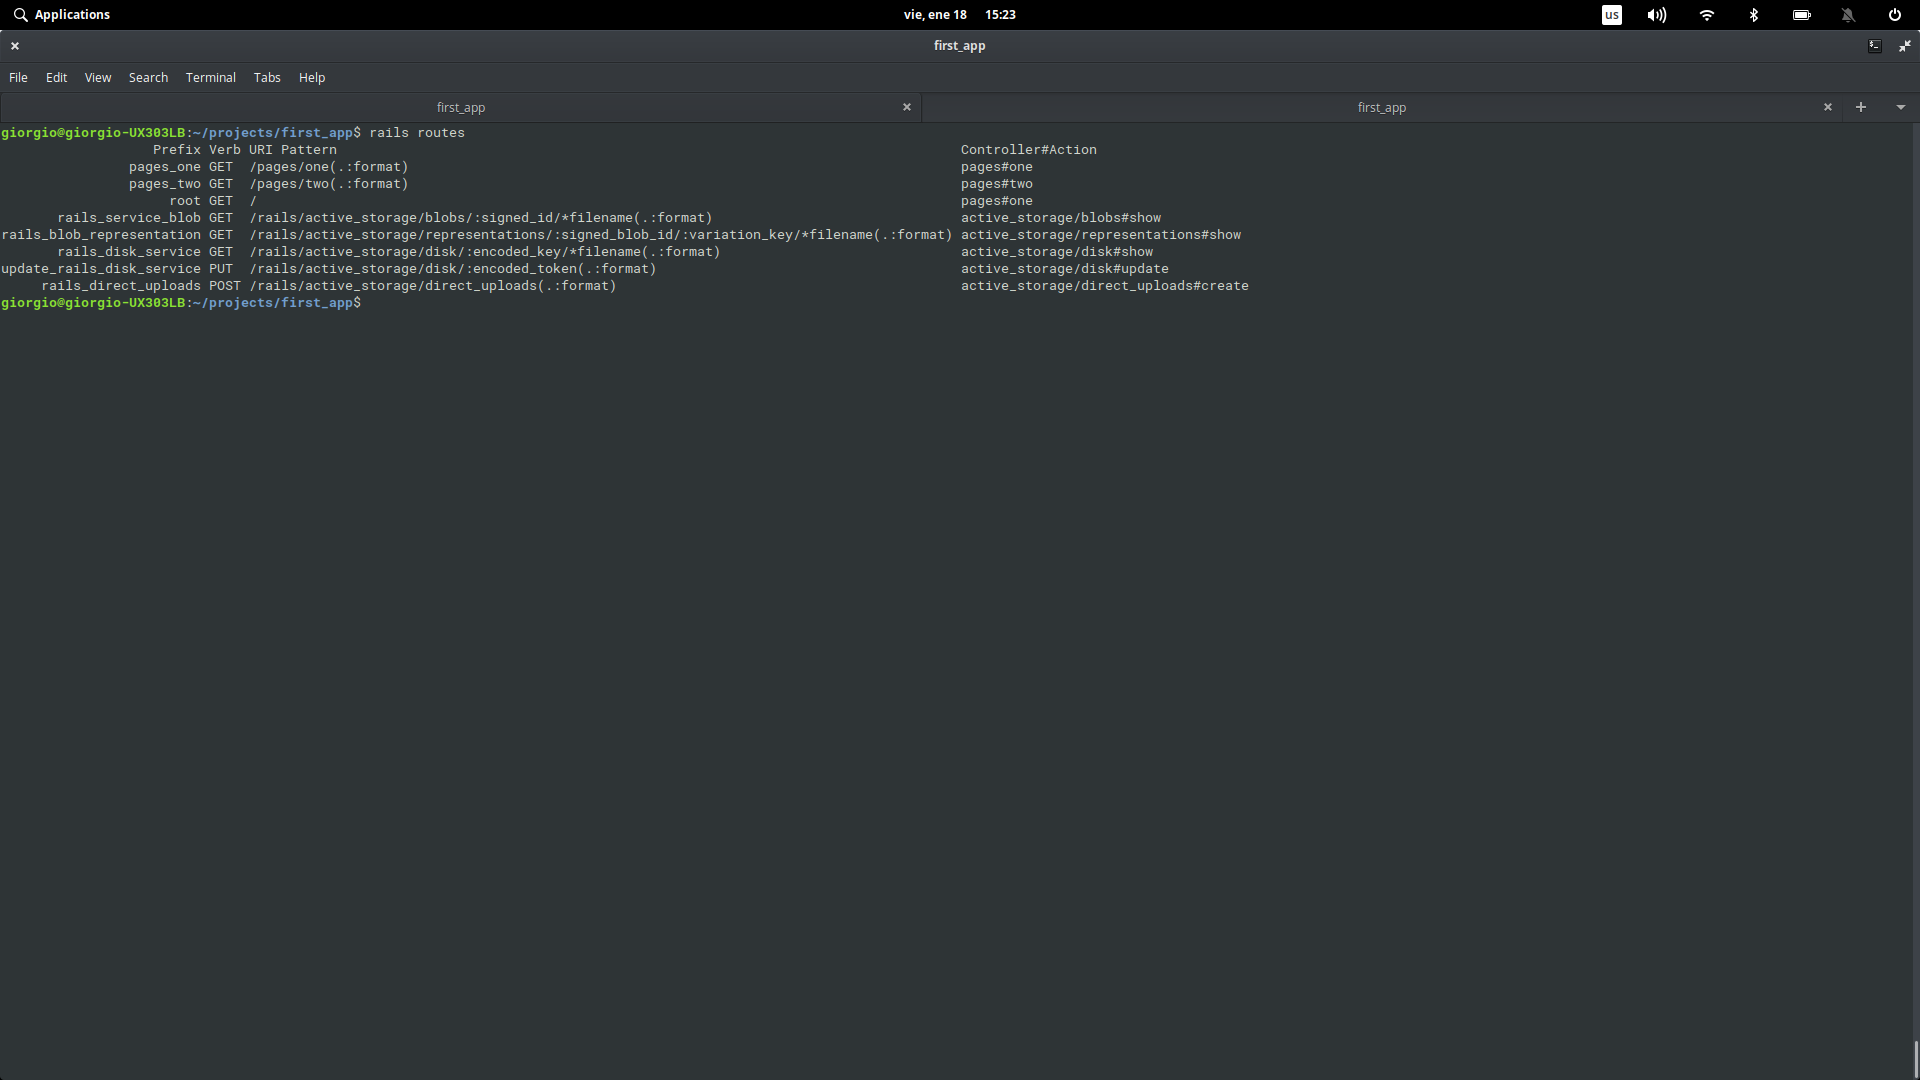 Applications vie, ene 18 15:23 us
first_app
File Edit View Search Terminal Tabs Help
first_app first_app
giorgio@giorgio-UX303LB:~/projects/first_app$ rails routes
Prefix Verb URI Pattern Controller#Action
pages_one GET /pages/one(.:format) pages#one
pages_two GET /pages/two(.:format) pages#two
root GET / pages#one
rails_service_blob GET /rails/active_storage/blobs/:signed_id/*filename(.:format) active_storage/blobs#show
rails_blob_representation GET /rails/active_storage/representations/:signed_blob_id/:variation_key/*filename(.:format) active_storage/representations#show
rails_disk_service GET /rails/active_storage/disk/:encoded_key/*filename(.:format) active_storage/disk#show
update_rails_disk_service PUT /rails/active_storage/disk/:encoded_token(.:format) active_storage/disk#update
rails_direct_uploads POST /rails/active_storage/direct_uploads(.:format) active_storage/direct_uploads#create
giorgio@giorgio-UX303LB:~/projects/first_app$